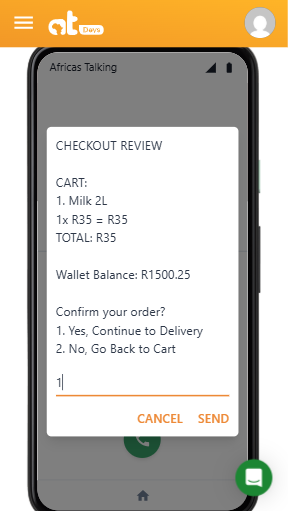 at
Days
Africas Talking
CHECKOUT REVIEW
CART:
1. Milk 2L
1x R35 = R35
TOTAL: R35
Wallet Balance: R1500.25
Confirm your order?
1. Yes, Continue to Delivery
2. No, Go Back to Cart
1
CANCEL SEND